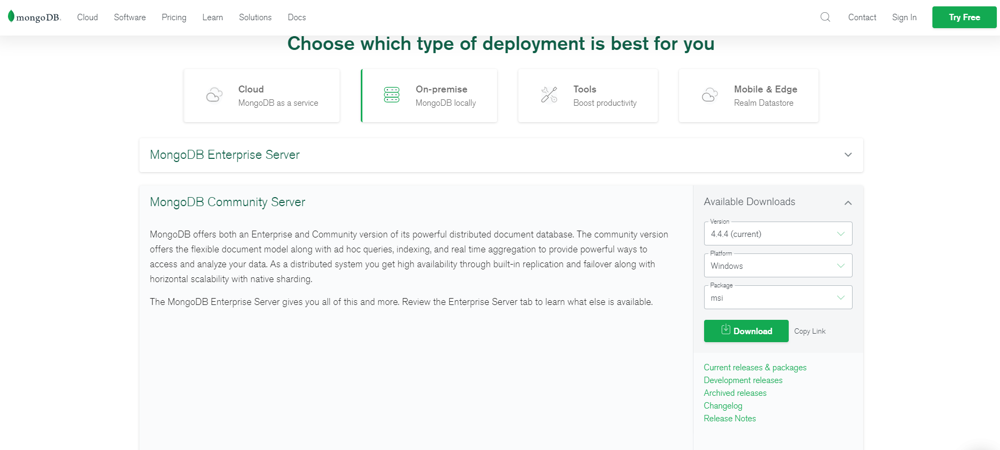 mongoDB.
Cloud
Software
Pricing
Learn
Solutions
Docs
Contact
Sign In
Try Free
Choose which type of deployment is best for you
Cloud
MongoDB as a service
On-premise
MongoDB locally
Tools
Boost productivity
Mobile & Edge
Realm Datastore
MongoDB Enterprise Server
MongoDB Community Server
MongoDB offers both an Enterprise and Community version of its powerful distributed document database. The community version
offers the flexible document model along with ad hoc queries, indexing, and real time aggregation to provide powerful ways to
access and analyze your data. As a distributed system you get high availability through built-in replication and failover along with
horizontal scalability with native sharding.
The MongoDB Enterprise Server gives you all of this and more. Review the Enterprise Server tab to learn what else is available.
Available Downloads
Version
4.4.4 (current)
Platform
Windows
Package
msi
Download
Copy Link
Current releases & packages
Development releases
Archived releases
Changelog
Release Notes